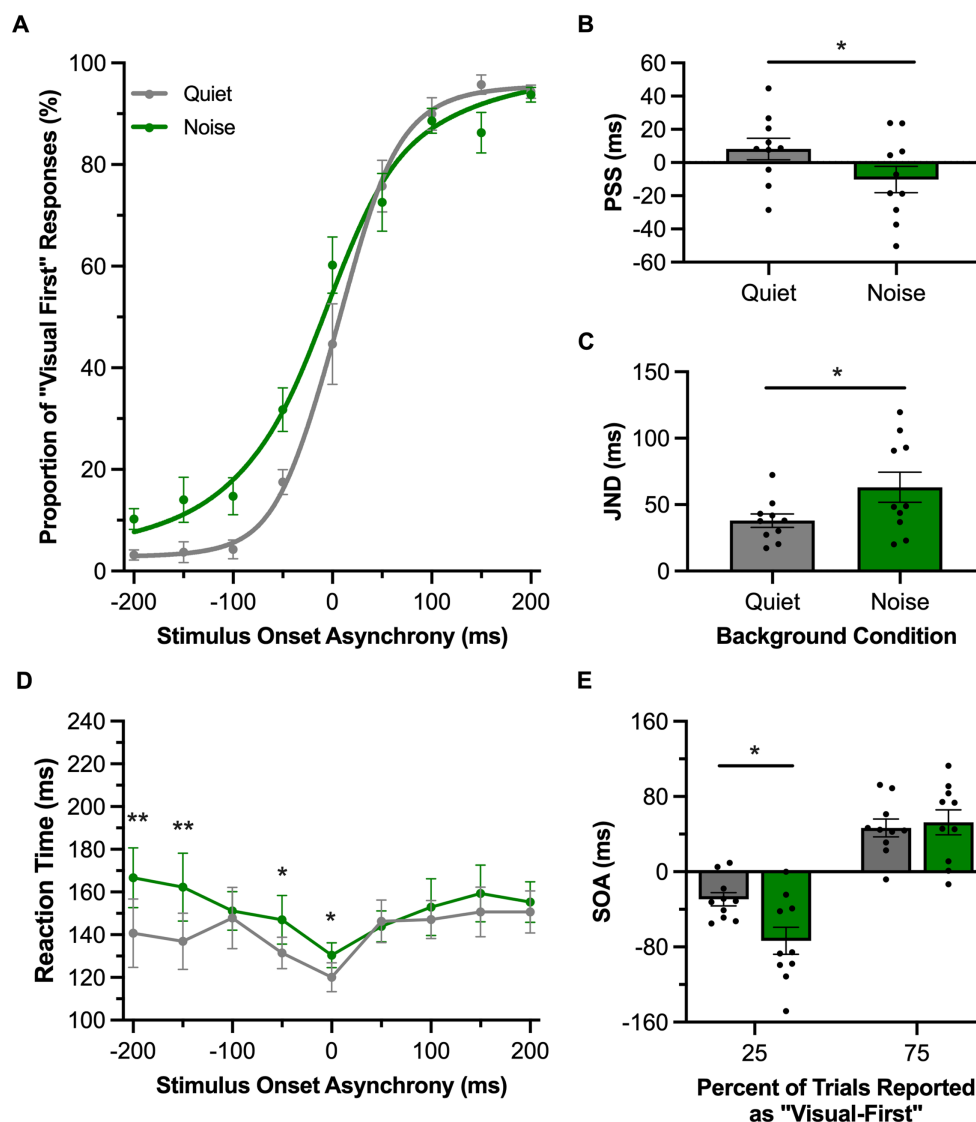 A
Proportion of "Visual First" Responses (%)
100
80
60
40
20
0
Quiet
Noise
-200
-100
0
100
200
Stimulus Onset Asynchrony (ms)
B
PSS (ms)
60
40
20
0
-20
-40
-60
*
Quiet
Noise
C
JND (ms)
150
100
50
0
*
Quiet
Noise
Background Condition
D
Reaction Time (ms)
240
220
200
180
160
140
120
100
**
**
*
*
-200
-100
0
100
200
Stimulus Onset Asynchrony (ms)
E
SOA (ms)
160
80
0
-80
-160
*
25
75
Percent of Trials Reported
as "Visual-First"